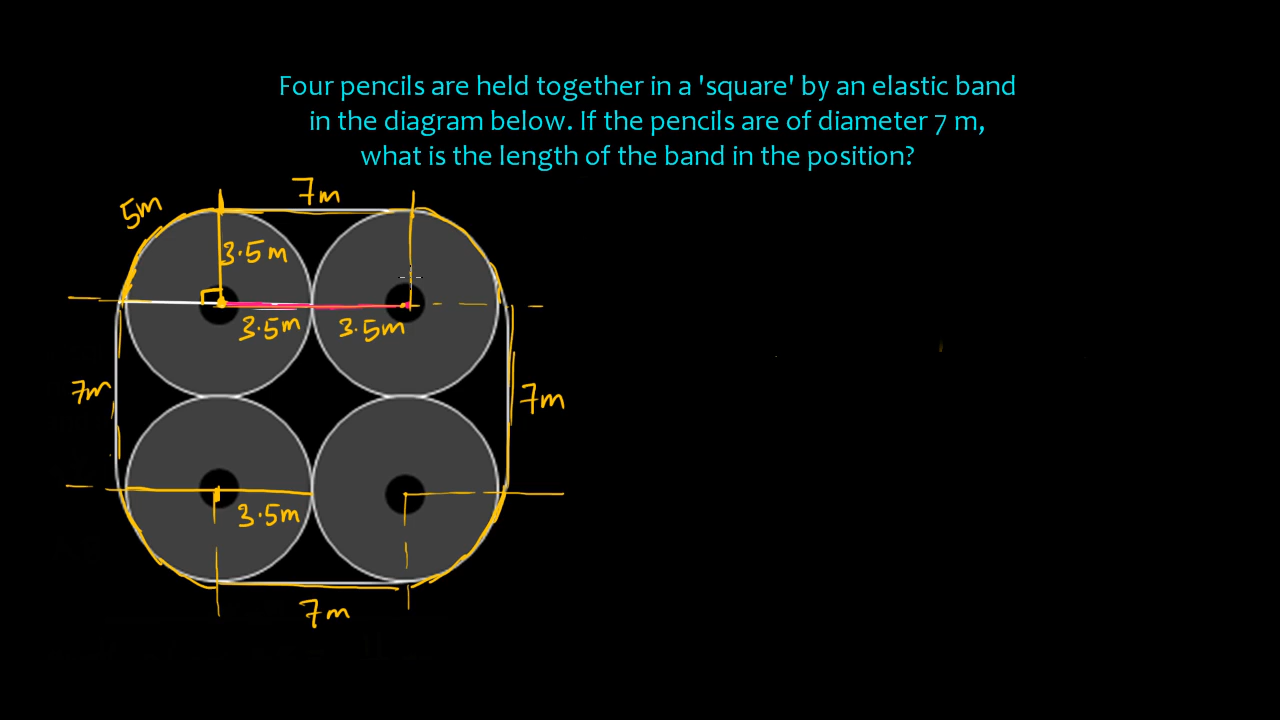 Four pencils are held together in a 'square' by an elastic band
in the diagram below. If the pencils are of diameter 7 m,
what is the length of the band in the position?
7m
5m
3.5m
3.5m 3.5m
7m
7m
3.5m
7m